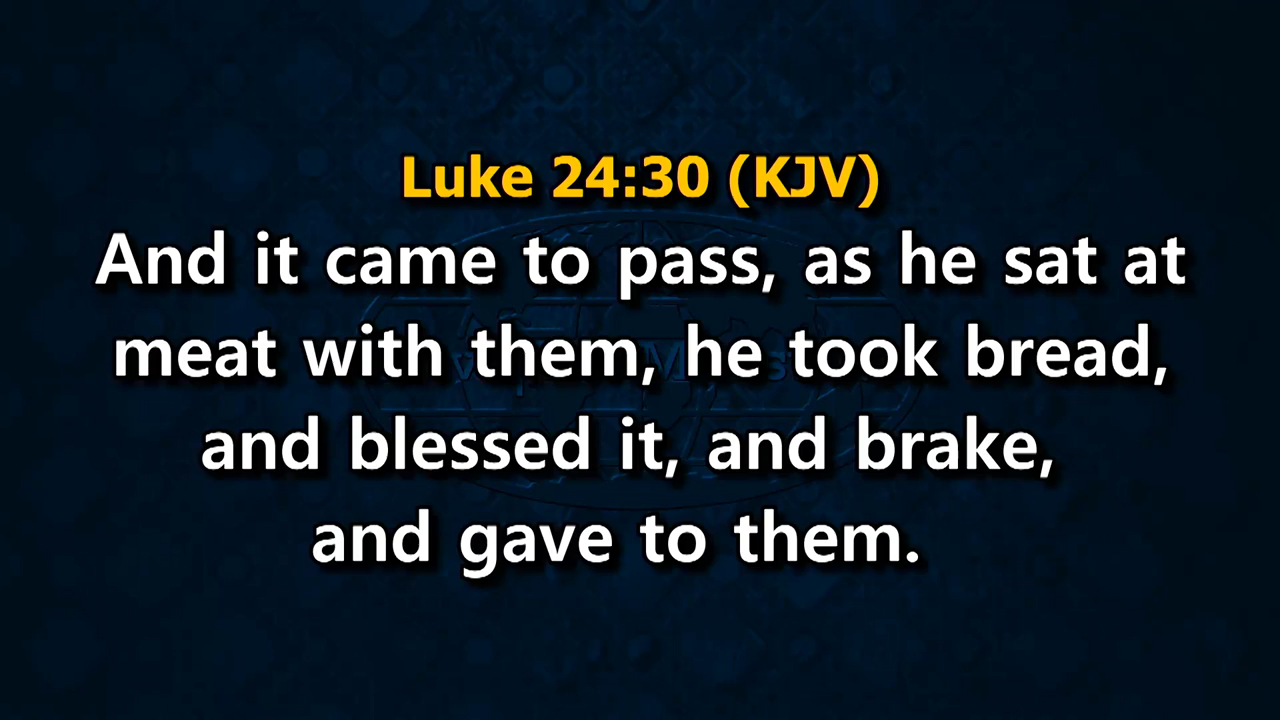 Luke 24:30 (KJV)
And it came to pass, as he sat at
meat with them, he took bread,
and blessed it, and brake,
and gave to them.